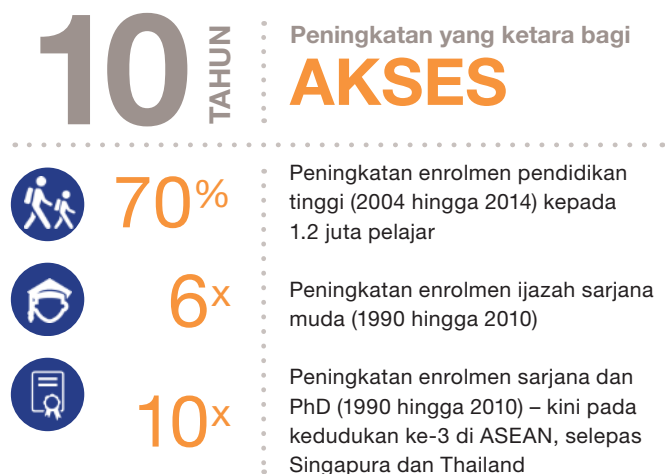 10
TAHUN
Peningkatan yang ketara bagi
AKSES
70%
Peningkatan enrolmen pendidikan
tinggi (2004 hingga 2014) kepada
1.2 juta pelajar
6x
Peningkatan enrolmen ijazah sarjana
muda (1990 hingga 2010)
10x
Peningkatan enrolmen sarjana dan
PhD (1990 hingga 2010) – kini pada
kedudukan ke-3 di ASEAN, selepas
Singapura dan Thailand